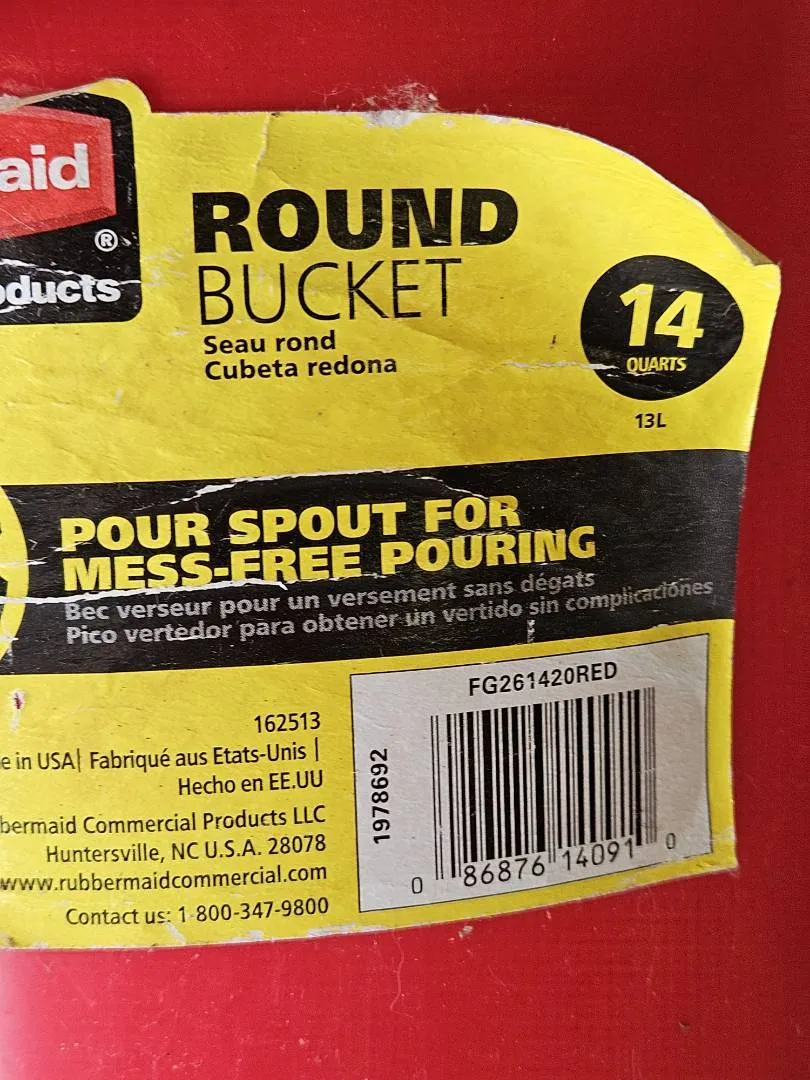 aid
®
oducts
ROUND
BUCKET
Seau rond
Cubeta redona
14
QUARTS
13L
POUR SPOUT FOR
MESS-FREE POURING
Bec verseur pour un versement sans dégats
Pico vertedor para obtener un vertido sin complicaciones
162513
e in USA| Fabriqué aus Etats-Unis |
Hecho en EE.UU
bermaid Commercial Products LLC
Huntersville, NC U.S.A. 28078
www.rubbermaidcommercial.com
Contact us: 1-800-347-9800
FG261420RED
1978692
0 86876 14091 0